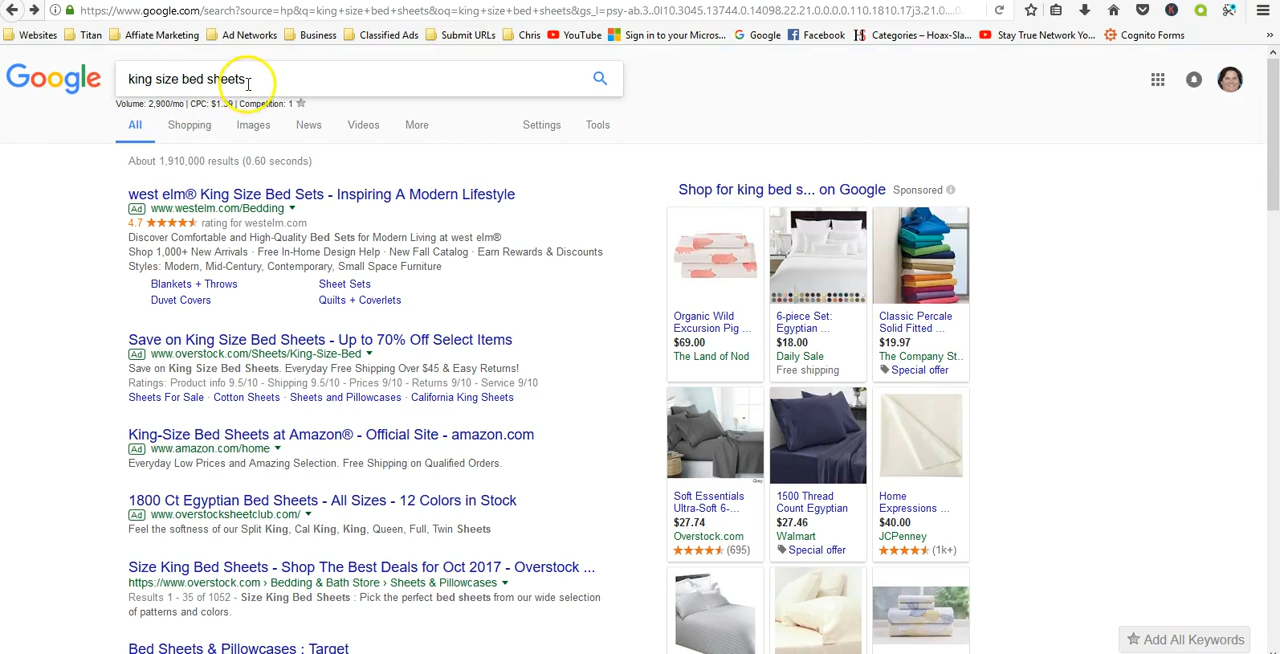 https://www.google.com/search?source=hp&q=king+size+bed+sheets&oq=king+size+bed+sheets&gs_l=psy-ab.3..0l10.3045.13744.0.14098.22.21.0.0.0.0.110.1810.17j3.21.0...
Websites Titan Affiate Marketing Ad Networks Business Classified Ads Submit URLs Chris YouTube Sign in to your Micros... Google Facebook Categories – Hoax-Sla... Stay True Network Yo... Cognito Forms »
Google king size bed sheets
Volume: 2,900/mo | CPC: $1.39 | Competition: 1
All Shopping Images News Videos More Settings Tools
About 1,910,000 results (0.60 seconds)
west elm® King Size Bed Sets - Inspiring A Modern Lifestyle
Ad www.westelm.com/Bedding
4.7 rating for westelm.com
Discover Comfortable and High-Quality Bed Sets for Modern Living at west elm®
Shop 1,000+ New Arrivals · Free In-Home Design Help · New Fall Catalog · Earn Rewards & Discounts
Styles: Modern, Mid-Century, Contemporary, Small Space Furniture
Blankets + Throws Sheet Sets
Duvet Covers Quilts + Coverlets
Save on King Size Bed Sheets - Up to 70% Off Select Items
Ad www.overstock.com/Sheets/King-Size-Bed
Save on King Size Bed Sheets. Everyday Free Shipping Over $45 & Easy Returns!
Ratings: Product info 9.5/10 - Shipping 9.5/10 - Prices 9/10 - Returns 9/10 - Service 9/10
Sheets For Sale · Cotton Sheets · Sheets and Pillowcases · California King Sheets
King-Size Bed Sheets at Amazon® - Official Site - amazon.com
Ad www.amazon.com/home
Everyday Low Prices and Amazing Selection. Free Shipping on Qualified Orders.
1800 Ct Egyptian Bed Sheets - All Sizes - 12 Colors in Stock
Ad www.overstocksheetclub.com/
Feel the softness of our Split King, Cal King, King, Queen, Full, Twin Sheets
Size King Bed Sheets - Shop The Best Deals for Oct 2017 - Overstock ...
https://www.overstock.com › Bedding & Bath Store › Sheets & Pillowcases
Results 1 - 35 of 1052 - Size King Bed Sheets : Pick the perfect bed sheets from our wide selection
of patterns and colors.
Bed Sheets & Pillowcases : Target
Shop for king bed s... on Google Sponsored
Organic Wild
Excursion Pig ...
$69.00
The Land of Nod
6-piece Set:
Egyptian ...
$18.00
Daily Sale
Free shipping
Classic Percale
Solid Fitted ...
$19.97
The Company St..
Special offer
Grey
Soft Essentials
Ultra-Soft 6-...
$27.74
Overstock.com
(695)
1500 Thread
Count Egyptian
$27.46
Walmart
Special offer
Home
Expressions ...
$40.00
JCPenney
(1k+)
Add All Keywords